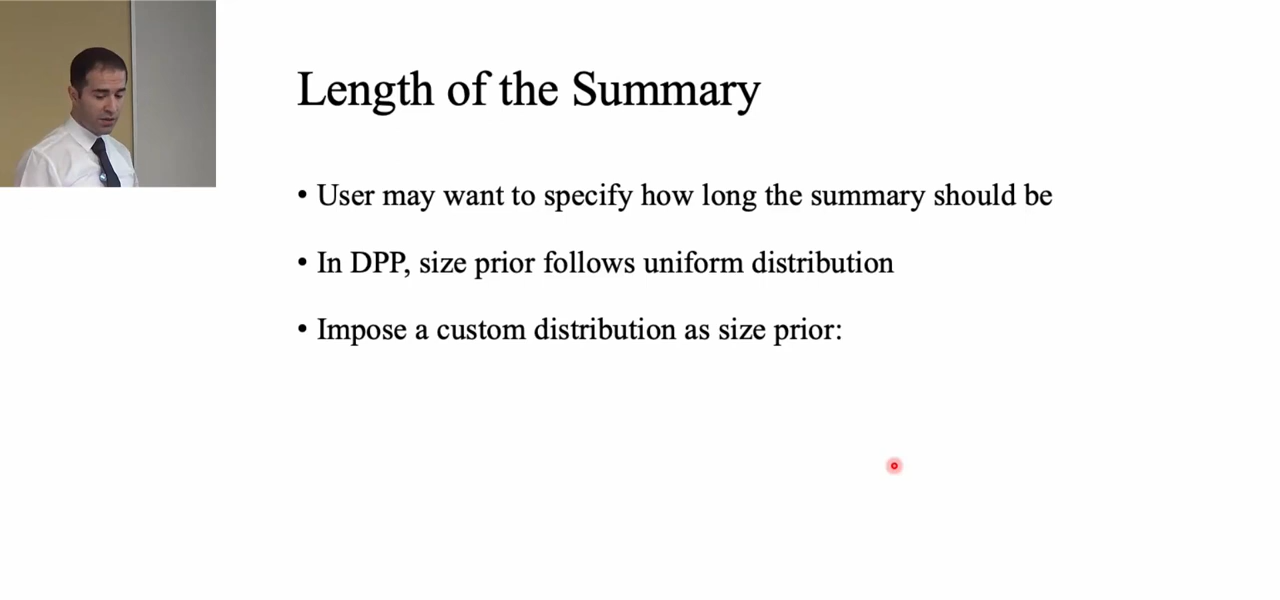 Length of the Summary
• User may want to specify how long the summary should be
• In DPP, size prior follows uniform distribution
• Impose a custom distribution as size prior: